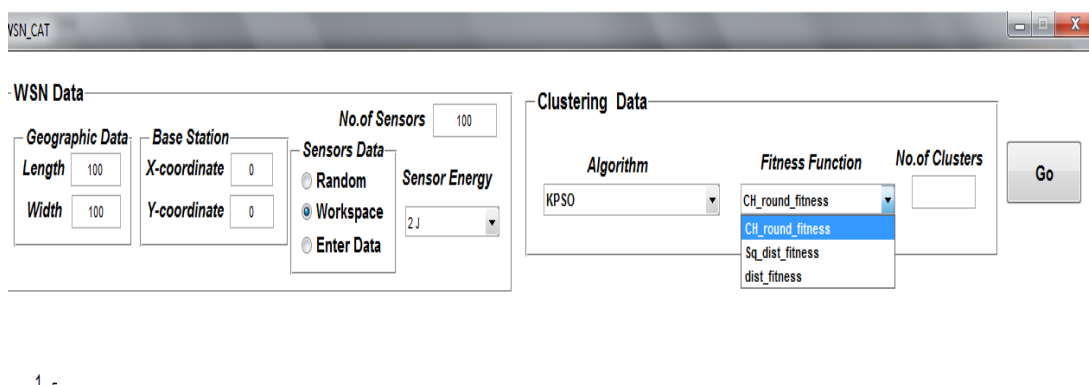 WSN_CAT
WSN Data
No.of Sensors 100
Geographic Data
Length 100
Width 100
Base Station
X-coordinate 0
Y-coordinate 0
Sensors Data
Random
Workspace
Enter Data
Sensor Energy
2 J
Clustering Data
Algorithm
KPSO
Fitness Function
CH_round_fitness
CH_round_fitness
Sq_dist_fitness
dist_fitness
No.of Clusters
Go
1